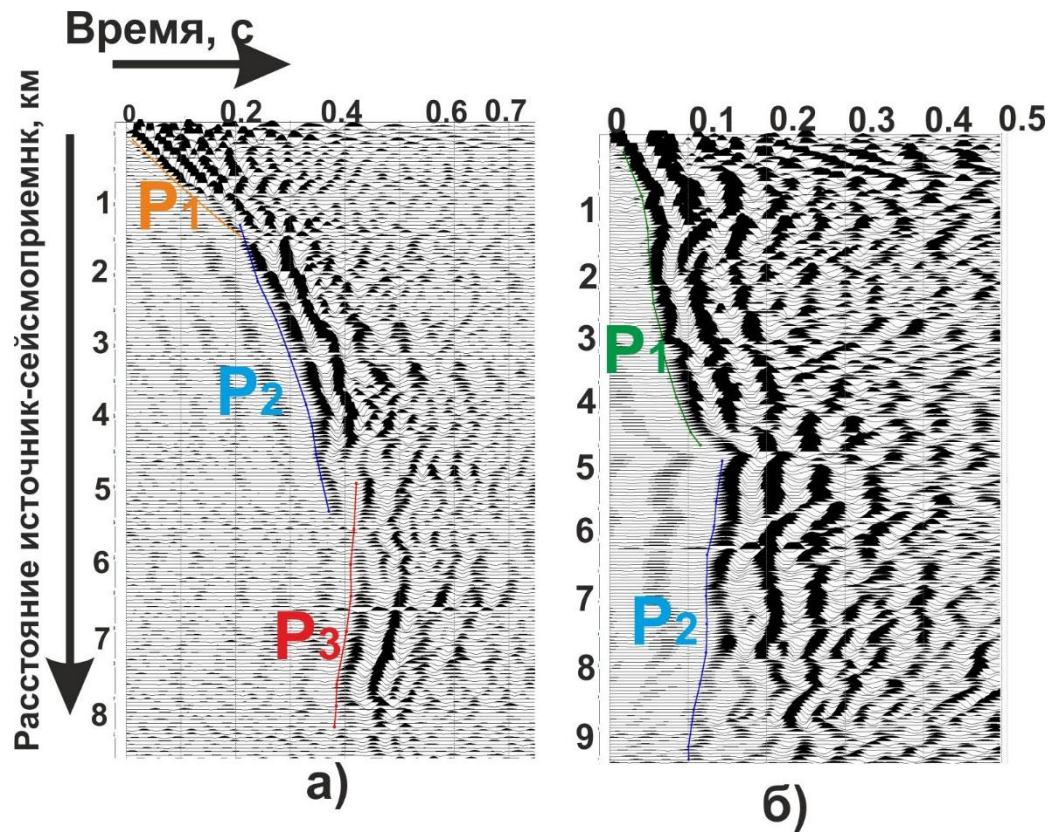 Время, с
Расстояние источник-сейсмоприемнк, км
0 0.2 0.4 0.6 0.7
1
2
3
4
5
6
7
8
P1
P2
P3
а)
0 0.1 0.2 0.3 0.4 0.5
1
2
3
4
5
6
7
8
9
P1
P2
б)